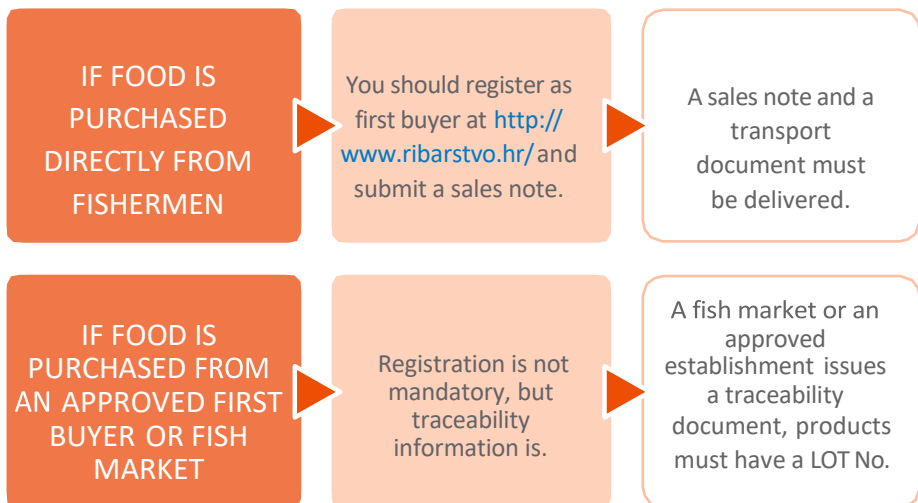 IF FOOD IS
PURCHASED
DIRECTLY FROM
FISHERMEN
You should register as
first buyer at http://
www.ribarstvo.hr/ and
submit a sales note.
A sales note and a
transport
document must
be delivered.
IF FOOD IS
PURCHASED FROM
AN APPROVED FIRST
BUYER OR FISH
MARKET
Registration is not
mandatory, but
traceability
information is.
A fish market or an
approved
establishment issues
a traceability
document, products
must have a LOT No.